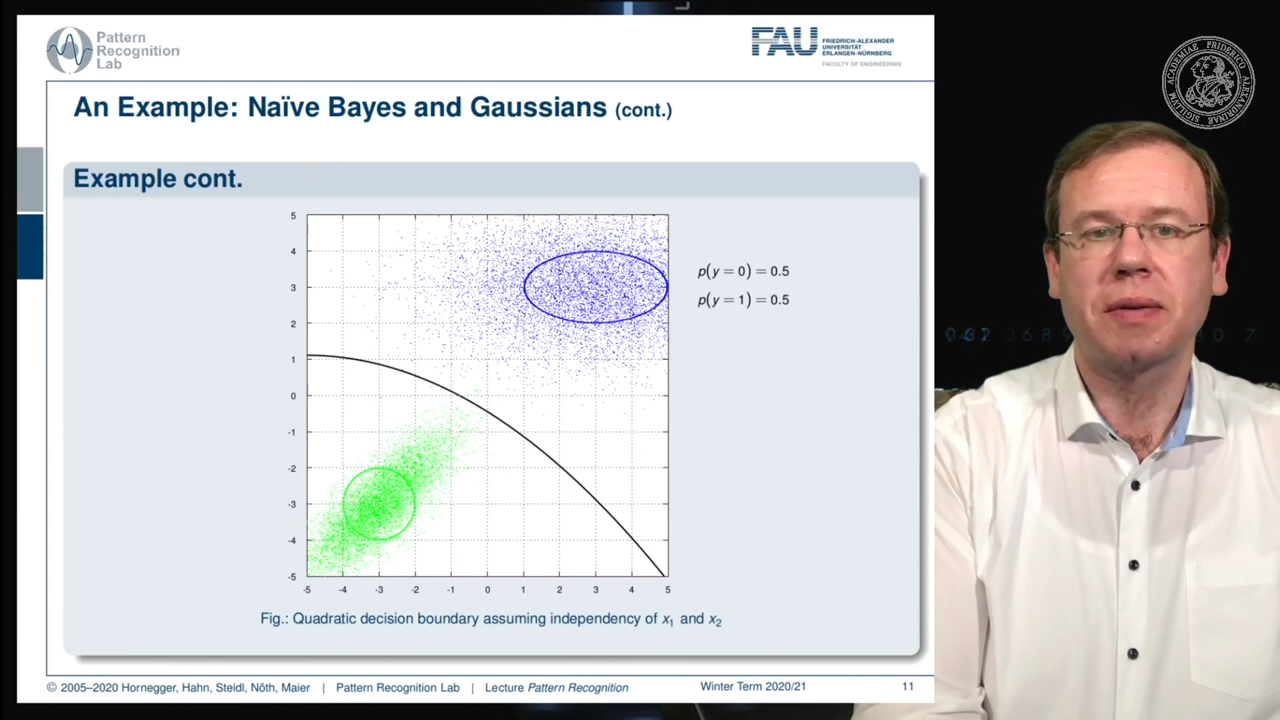 Pattern
Recognition
Lab
FAU
FRIEDRICH-ALEXANDER
UNIVERSITÄT
ERLANGEN-NÜRNBERG
FACULTY OF ENGINEERING
ACADEMIAE FRIDERICO ALEXANDRINAE SIGILLVM
An Example: Naïve Bayes and Gaussians (cont.)
Example cont.
5
4
3
2
1
0
-1
-2
-3
-4
-5
-5 -4 -3 -2 -1 0 1 2 3 4 5
p(y = 0) = 0.5
p(y = 1) = 0.5
Fig.: Quadratic decision boundary assuming independency of x₁ and x₂
© 2005–2020 Hornegger, Hahn, Steidl, Nöth, Maier | Pattern Recognition Lab | Lecture Pattern Recognition Winter Term 2020/21 11